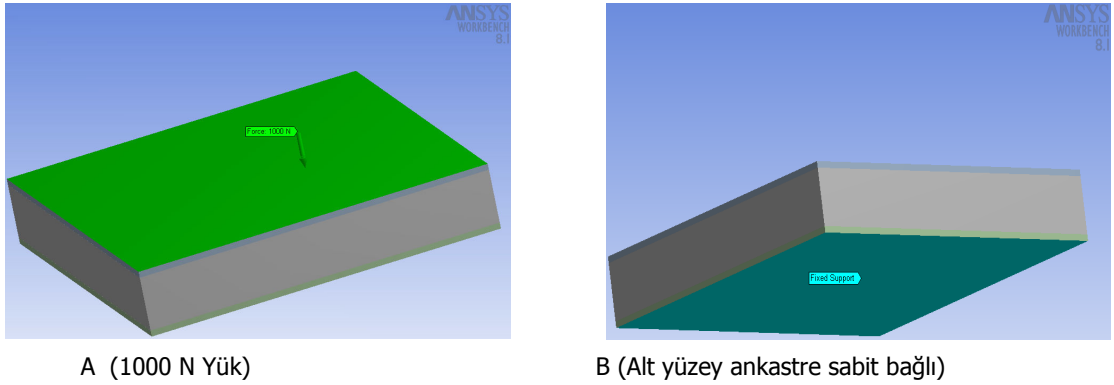 ANSYS
WORKBENCH
8.1
Force: 1000 N
ANSYS
WORKBENCH
8.1
Fixed Support
A (1000 N Yük)
B (Alt yüzey ankastre sabit bağlı)